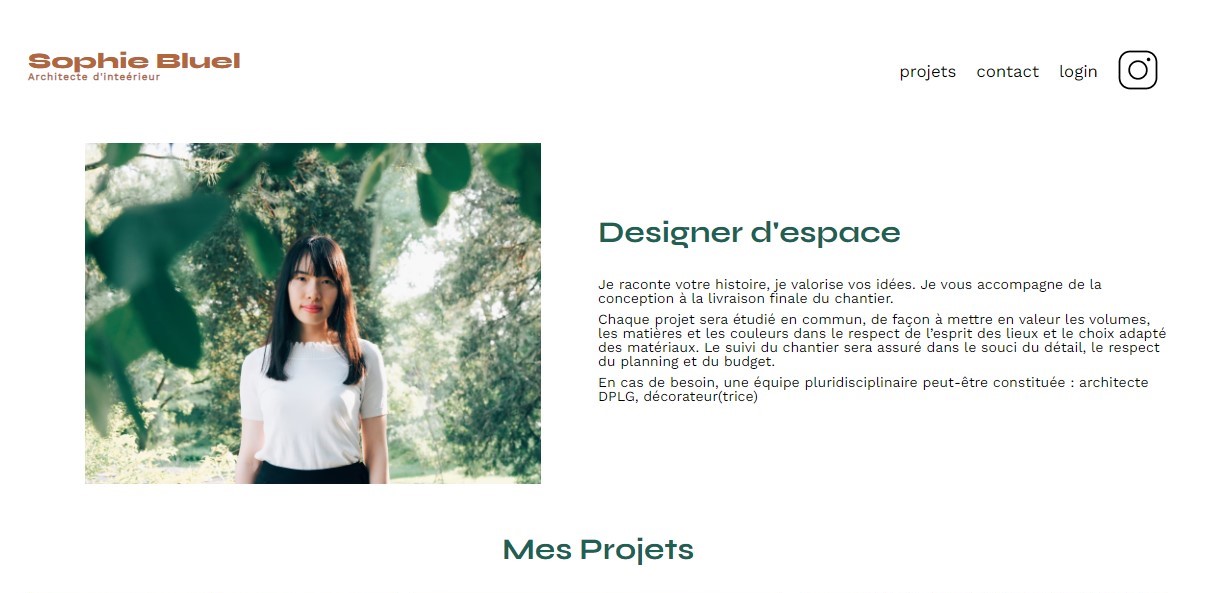 Sophie Bluel
Architecte d'inteérieur
projets contact login
Designer d'espace
Je raconte votre histoire, je valorise vos idées. Je vous accompagne de la
conception à la livraison finale du chantier.
Chaque projet sera étudié en commun, de façon à mettre en valeur les volumes,
les matières et les couleurs dans le respect de l’esprit des lieux et le choix adapté
des matériaux. Le suivi du chantier sera assuré dans le souci du détail, le respect
du planning et du budget.
En cas de besoin, une équipe pluridisciplinaire peut-être constituée : architecte
DPLG, décorateur(trice)
Mes Projets